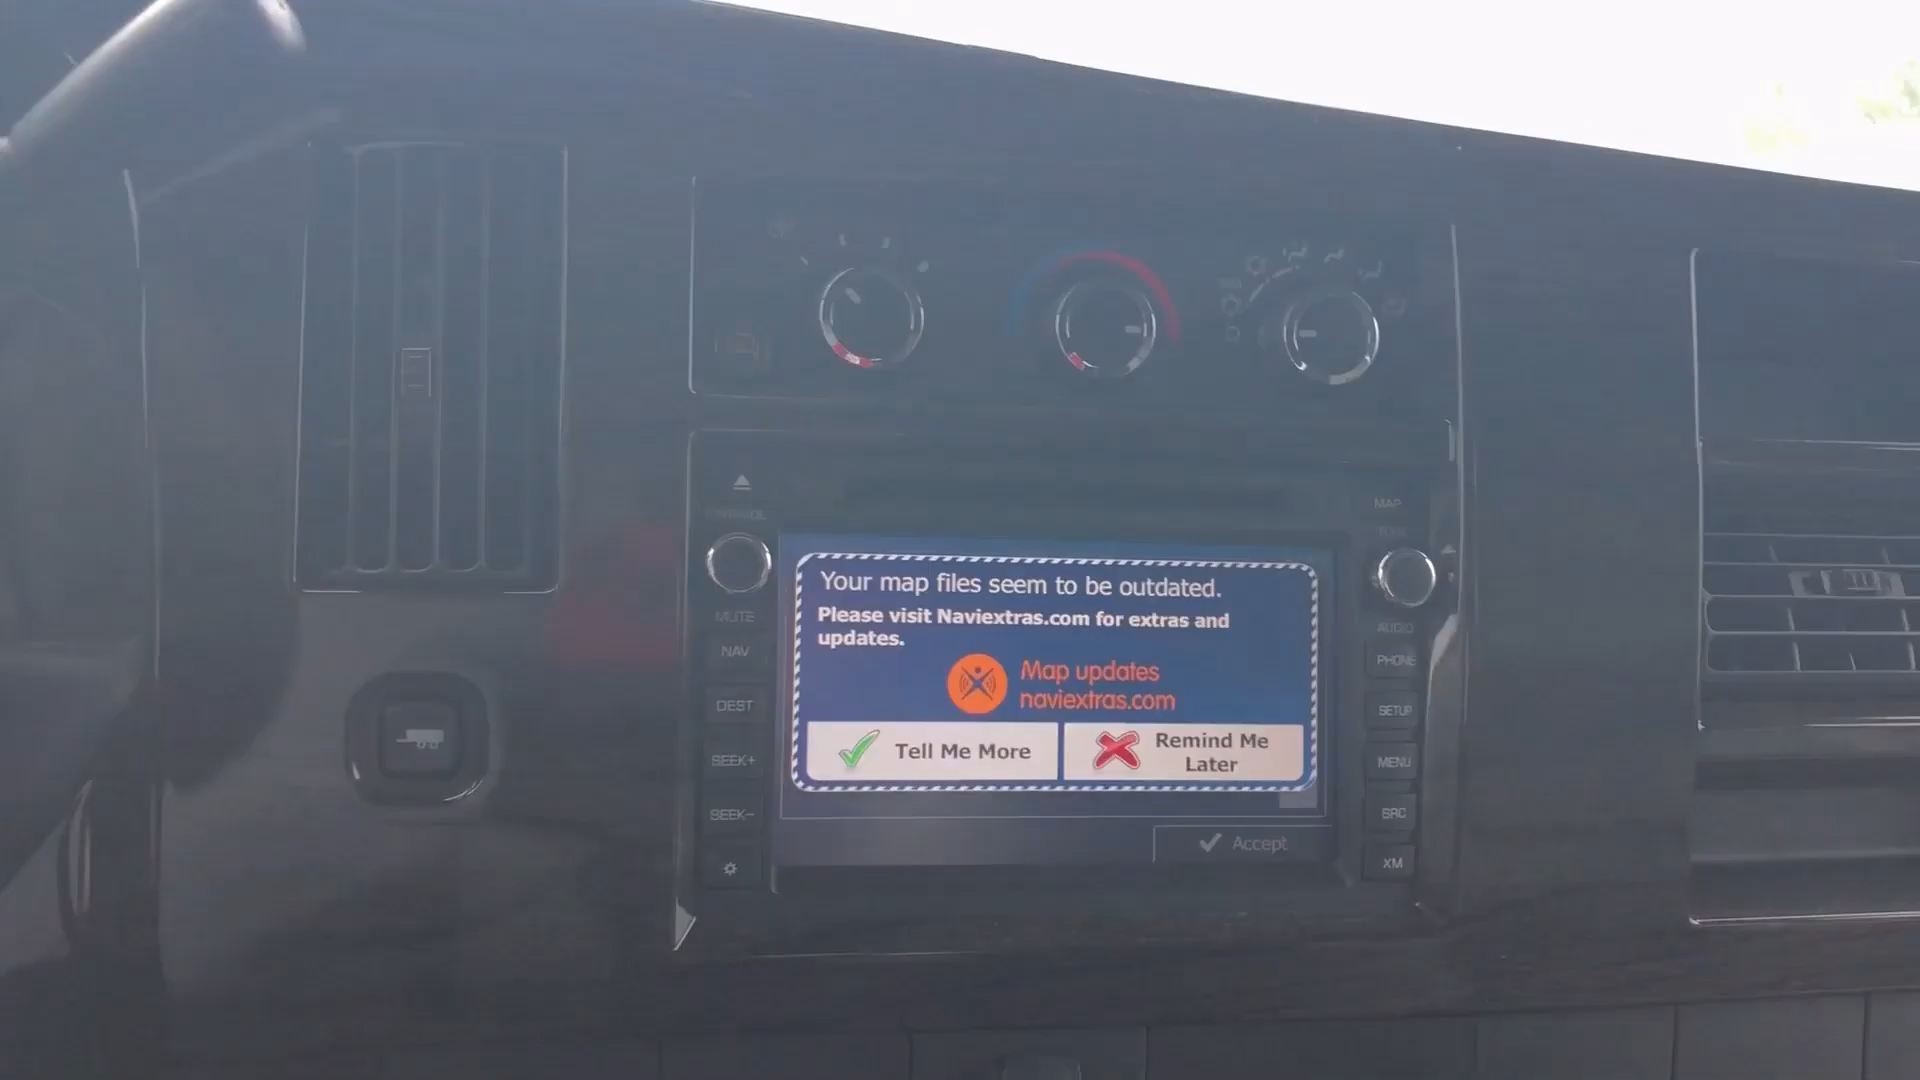 MAP
MUTE
NAV
DEST
SEEK+
SEEK-
Your map files seem to be outdated.
Please visit Naviextras.com for extras and
updates.
Map updates
naviextras.com
Tell Me More
Remind Me
Later
Accept
AUDIO
PHONE
SETUP
MENU
SRC
XM